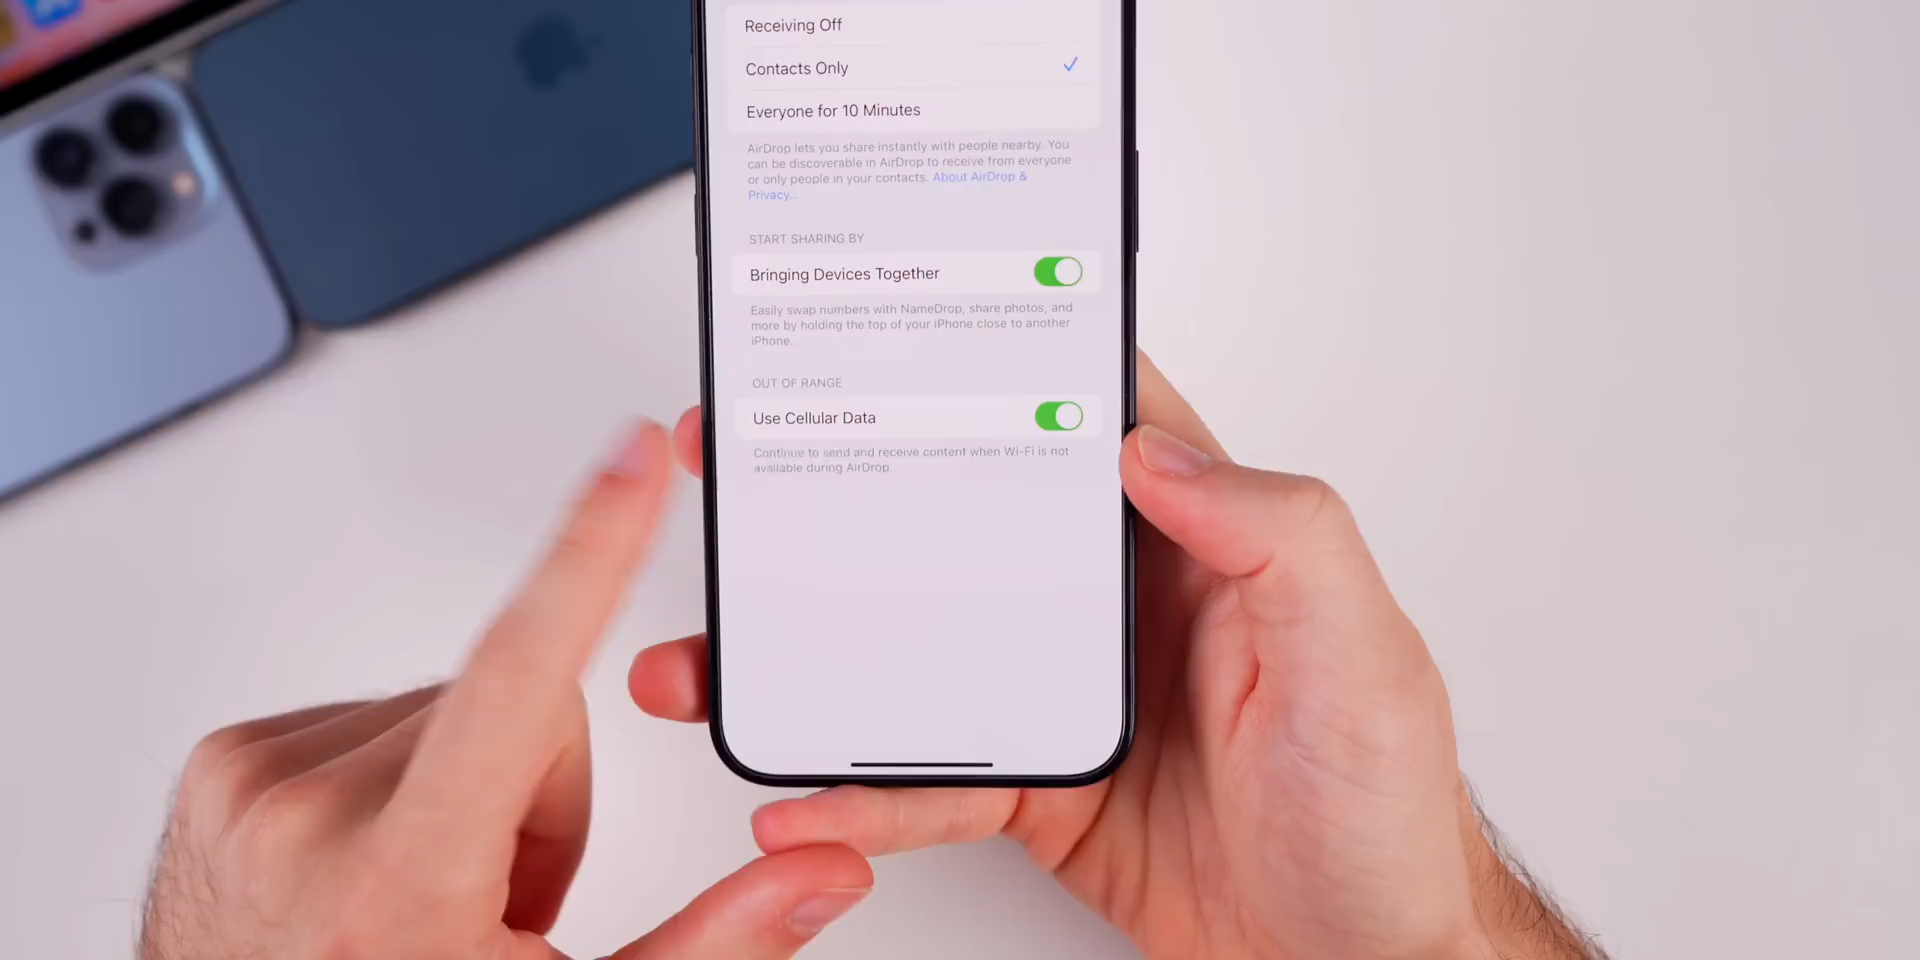 Receiving Off
Contacts Only
Everyone for 10 Minutes
AirDrop lets you share instantly with people nearby. You
can be discoverable in AirDrop to receive from everyone
or only people in your contacts. About AirDrop &
Privacy...
START SHARING BY
Bringing Devices Together
Easily swap numbers with NameDrop, share photos, and
more by holding the top of your iPhone close to another
iPhone.
OUT OF RANGE
Use Cellular Data
Continue to send and receive content when Wi-Fi is not
available during AirDrop.